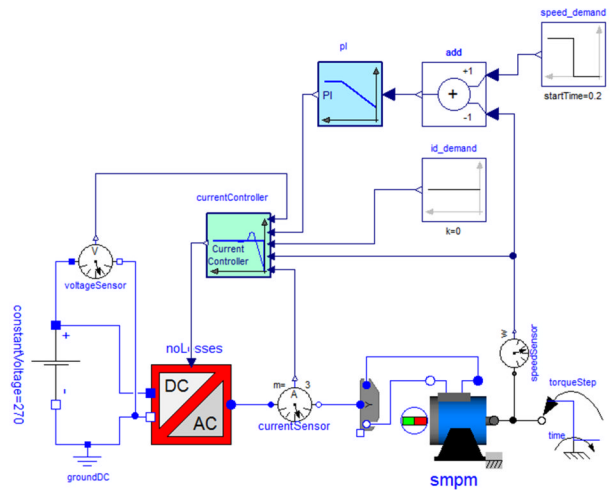 speed_demand
add
pI
+1
PI
+
-1
startTime=0.2
id_demand
currentController
V
Current
Controller
k=0
voltageSensor
constantVoltage=270
+
-
noLosses
w
speedSensor
DC
AC
m=
A
3
currentSensor
Y
torqueStep
time
groundDC
smpm